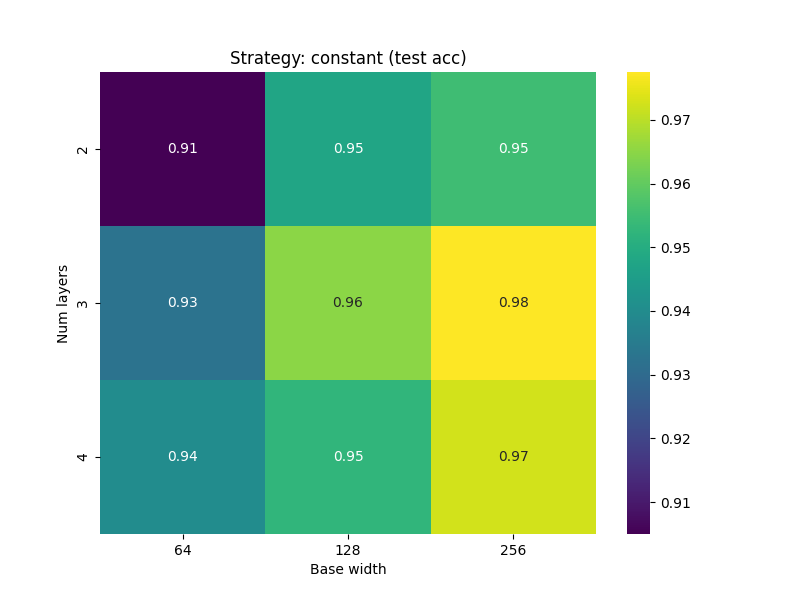 Strategy: constant (test acc)
Num layers
2
0.91 0.95 0.95
3
0.93 0.96 0.98
4
0.94 0.95 0.97
64 128 256
Base width
0.97
0.96
0.95
0.94
0.93
0.92
0.91